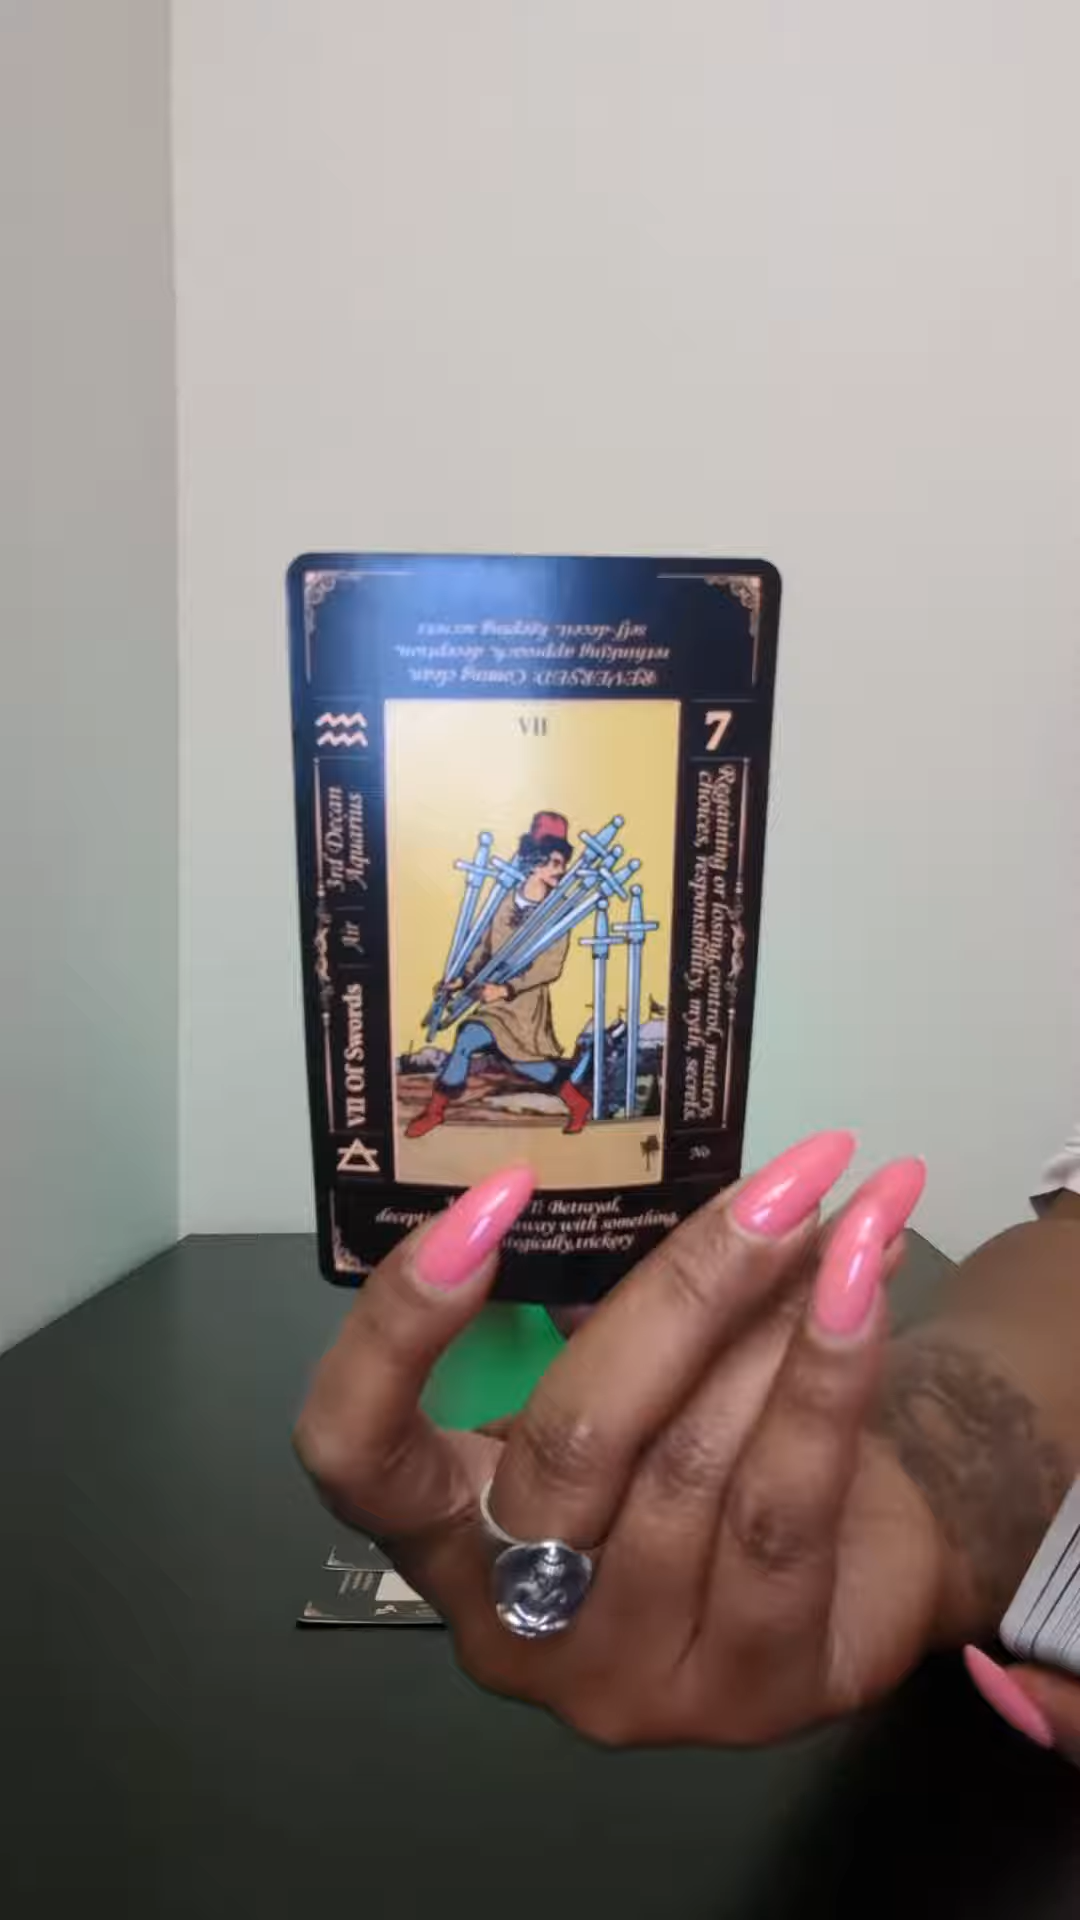 REVERSED: Coming clean,
rethinking approach, deception,
self-deceit, keeping secrets
VII
7
3rd Decan
Aquarius
Air
VII Of Swords
Regaining or losing control, mastery,
choices, responsibility, myth, secrets.
No
Betrayal,
away with something,
trickery